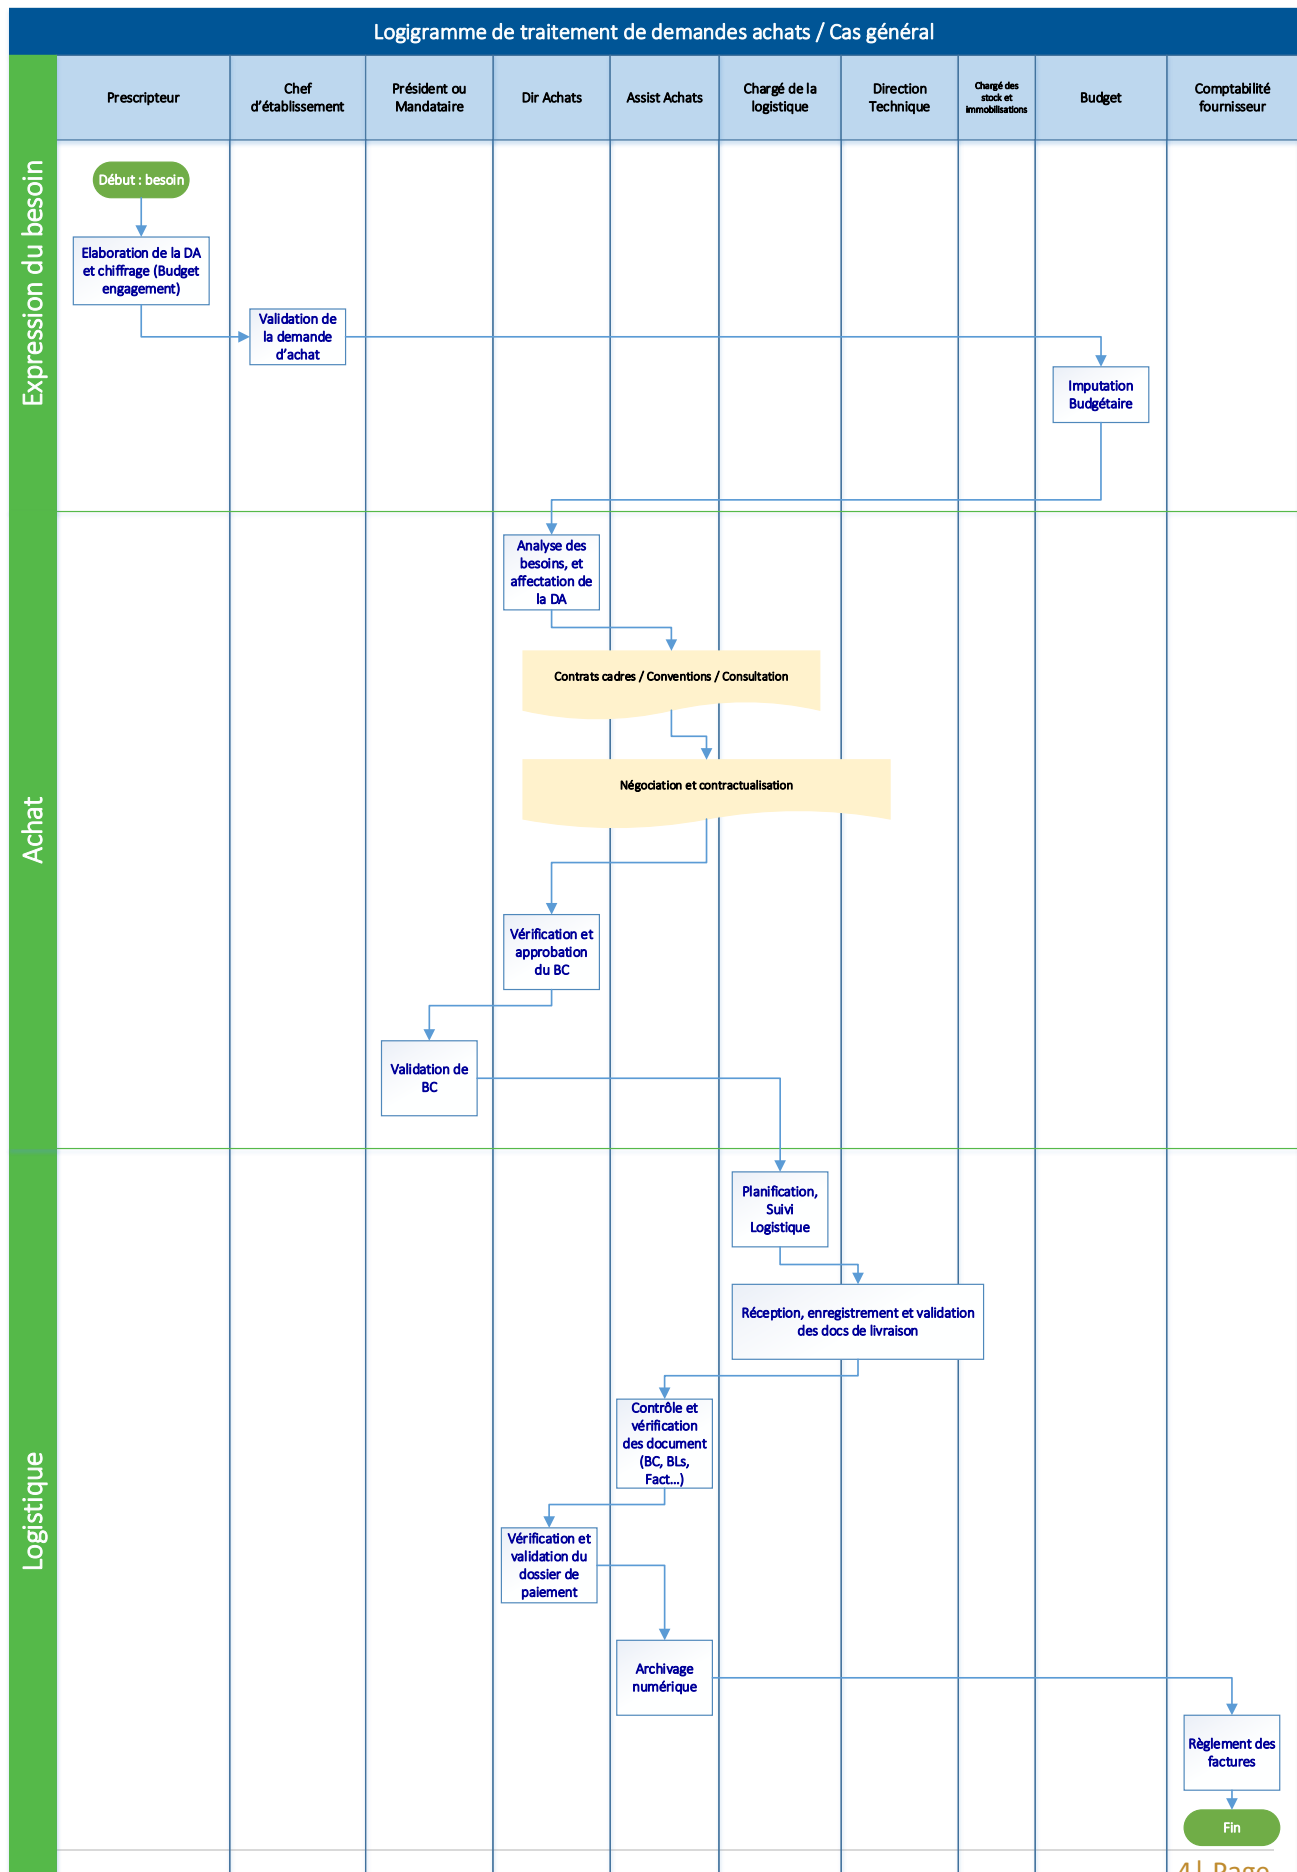 Logigramme de traitement de demandes achats / Cas général
Prescripteur
Chef
d'établissement
Président ou
Mandataire
Dir Achats
Assist Achats
Chargé de la
logistique
Direction
Technique
Chargé des
stock et
immobilisations
Budget
Comptabilité
fournisseur
Expression du besoin
Début : besoin
Elaboration de la DA
et chiffrage (Budget
engagement)
Validation de
la demande
d'achat
Imputation
Budgétaire
Achat
Analyse des
besoins, et
affectation de
la DA
Contrats cadres / Conventions / Consultation
Négociation et contractualisation
Vérification et
approbation
du BC
Validation de
BC
Logistique
Planification,
Suivi
Logistique
Réception, enregistrement et validation
des docs de livraison
Contrôle et
vérification
des document
(BC, BLs,
Fact...)
Vérification et
validation du
dossier de
paiement
Archivage
numérique
Règlement des
factures
Fin
4| Page